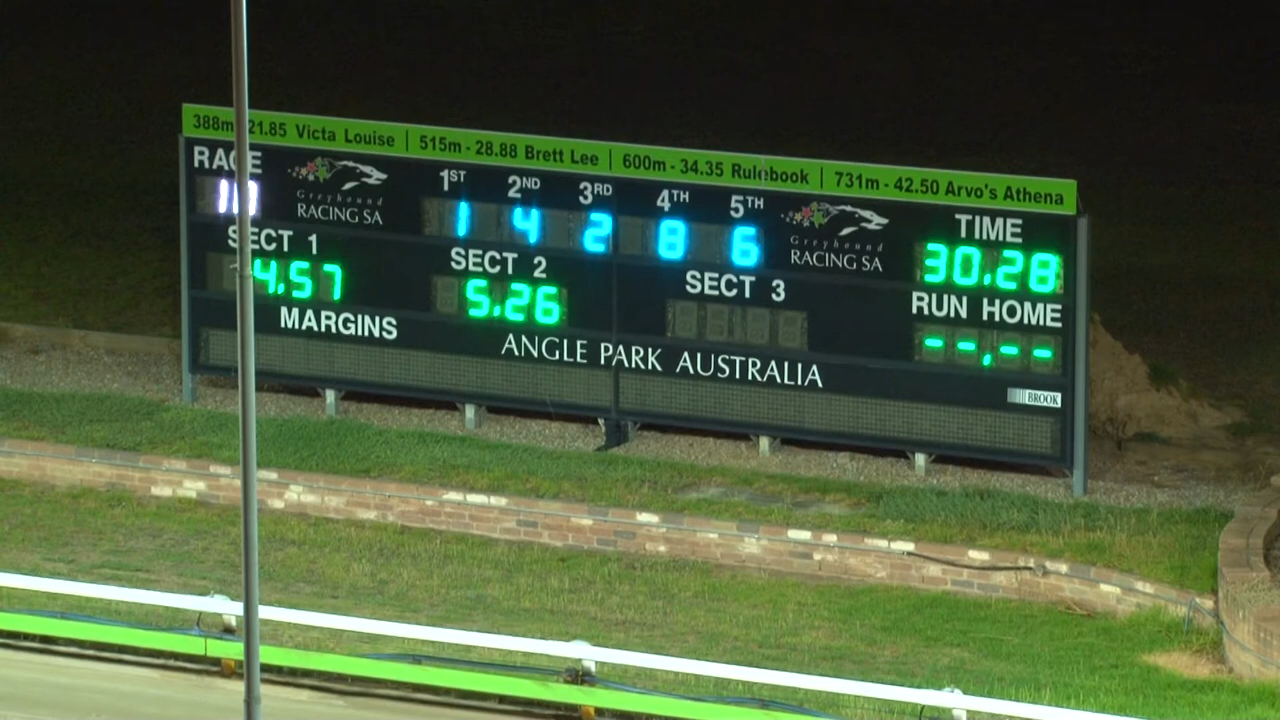 388m 21.85 Victa Louise | 515m - 28.88 Brett Lee | 600m - 34.35 Rulebook | 731m - 42.50 Arvo's Athena
RACE
Greyhound
RACING SA
1ST 2ND 3RD 4TH 5TH
1 4 2 8 6
Greyhound
RACING SA
TIME
30.28
SECT 1
4.57
SECT 2
5.26
SECT 3
RUN HOME
--.--
MARGINS
ANGLE PARK AUSTRALIA
BROOK